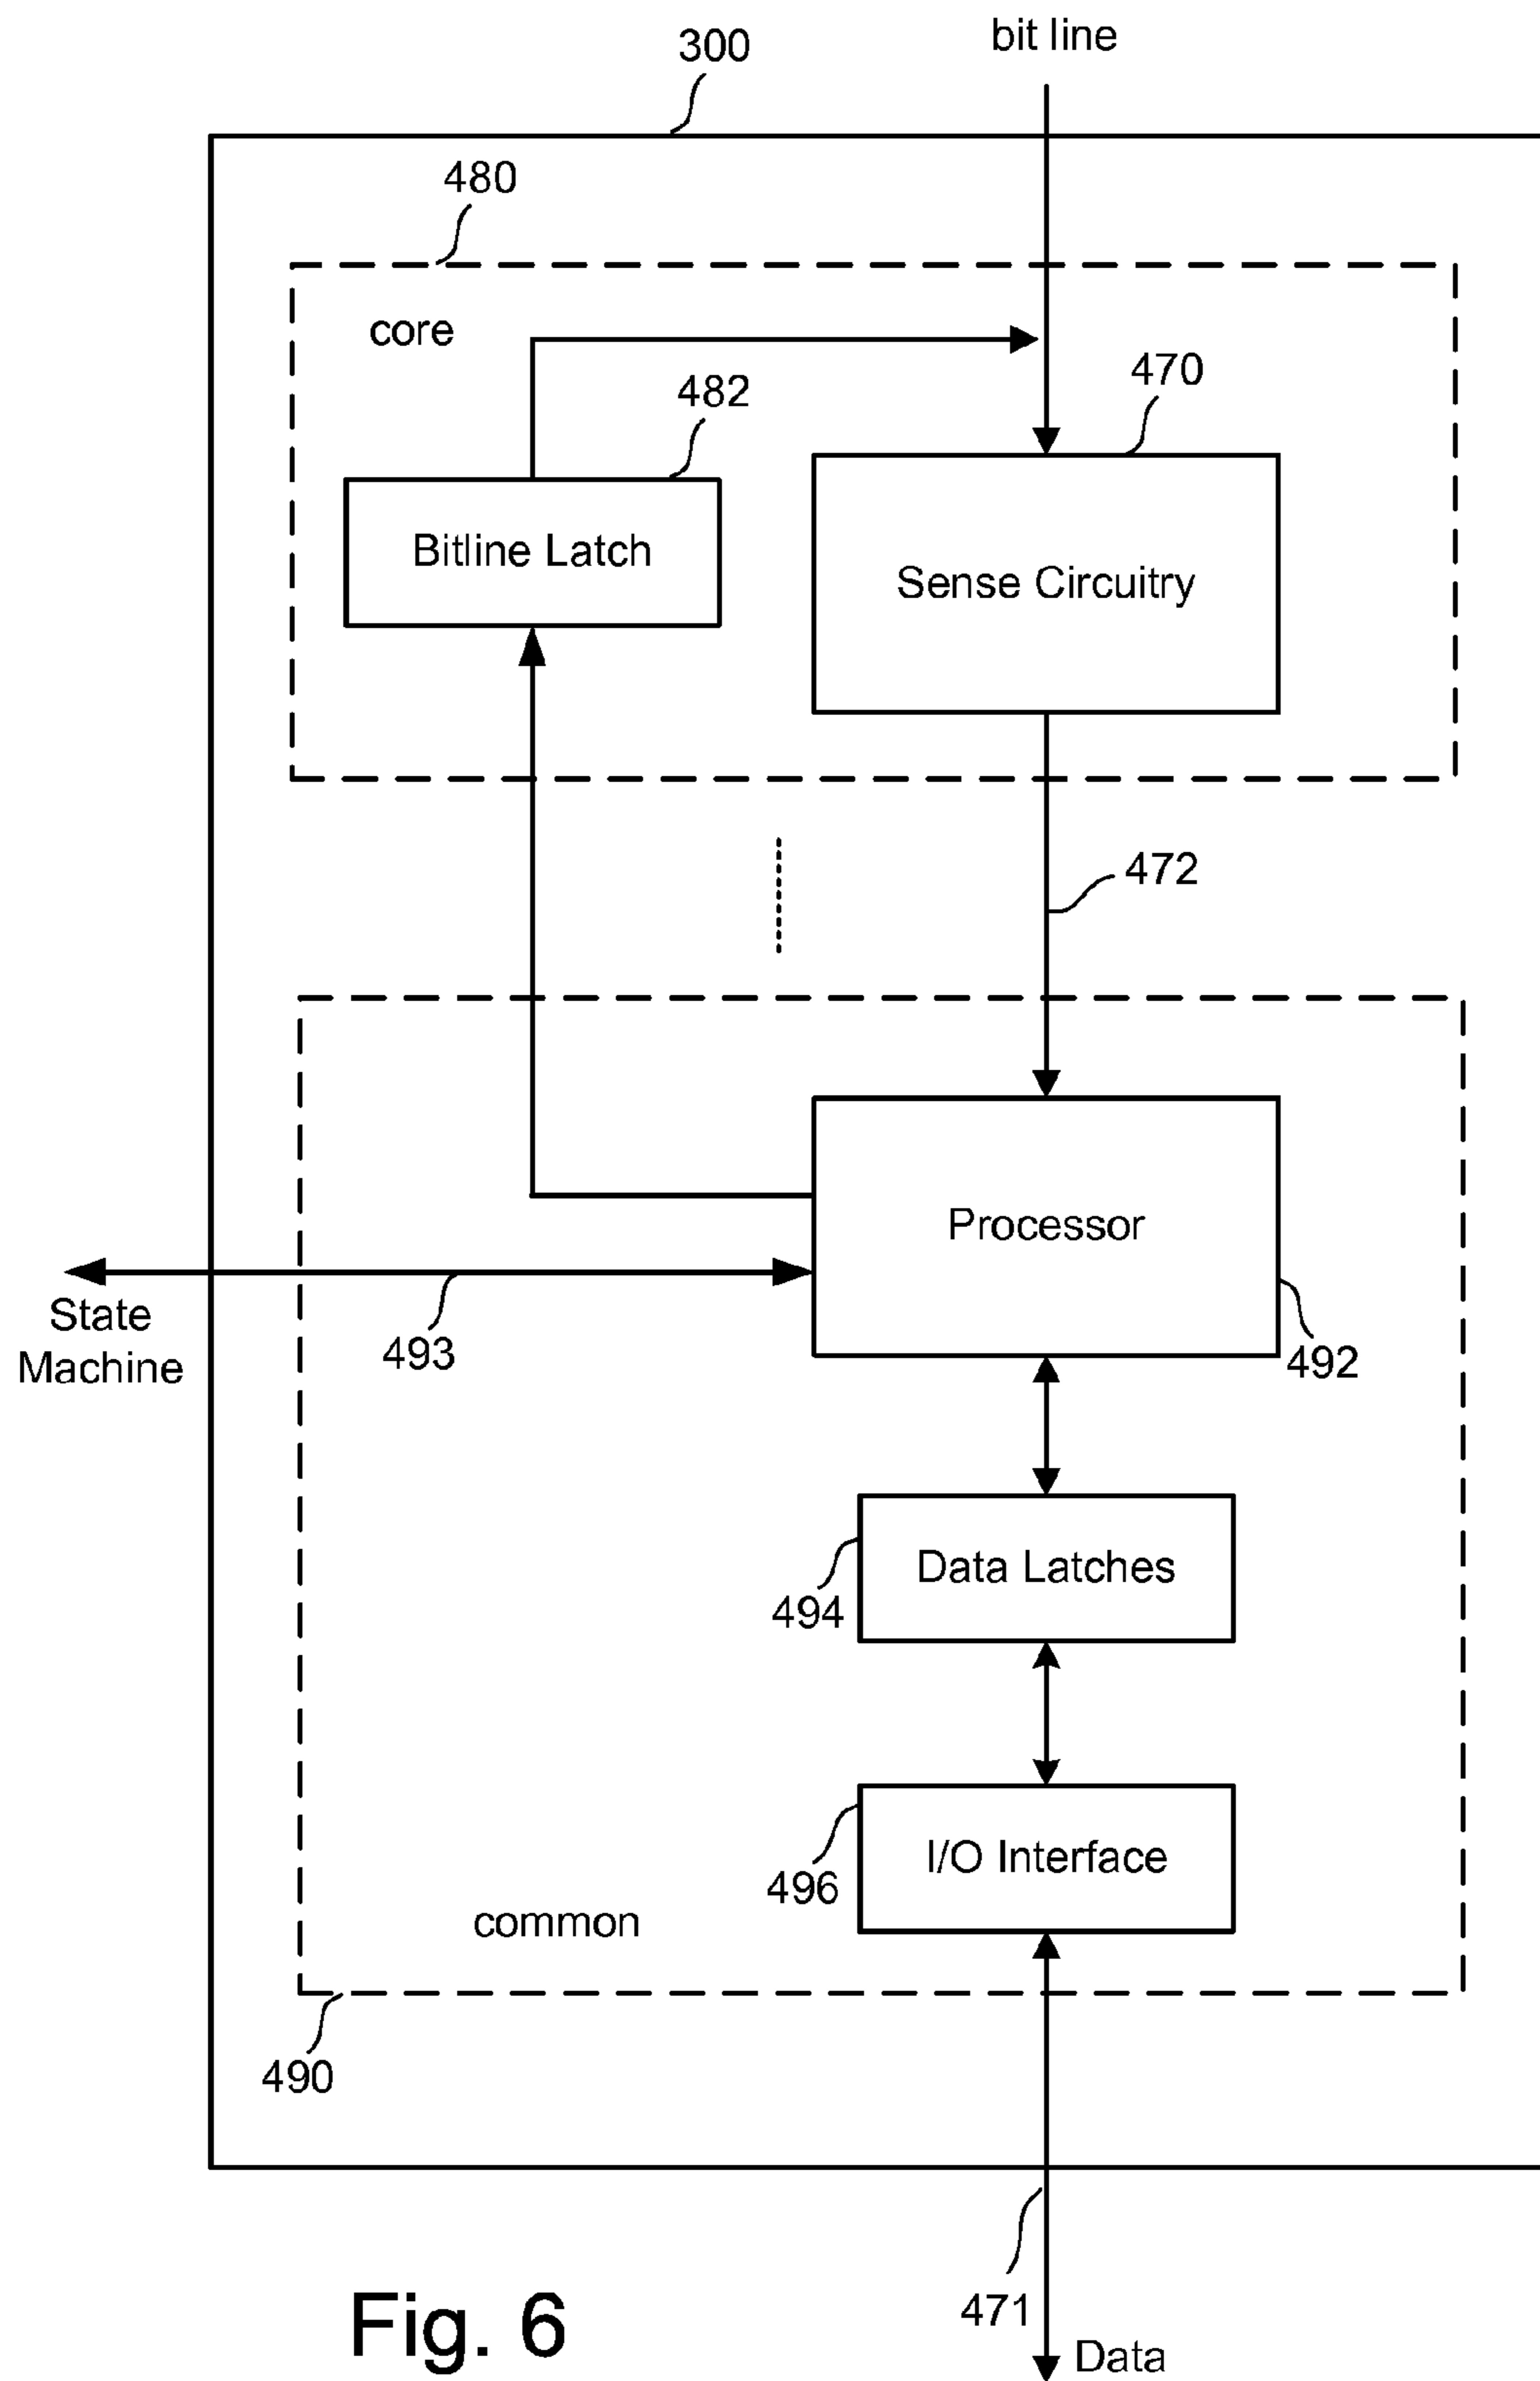 300
bit line
480
core
470
482
Bitline Latch
Sense Circuitry
472
Processor
State
Machine
493
492
Data Latches
494
I/O Interface
496
common
490
471
Fig. 6
Data